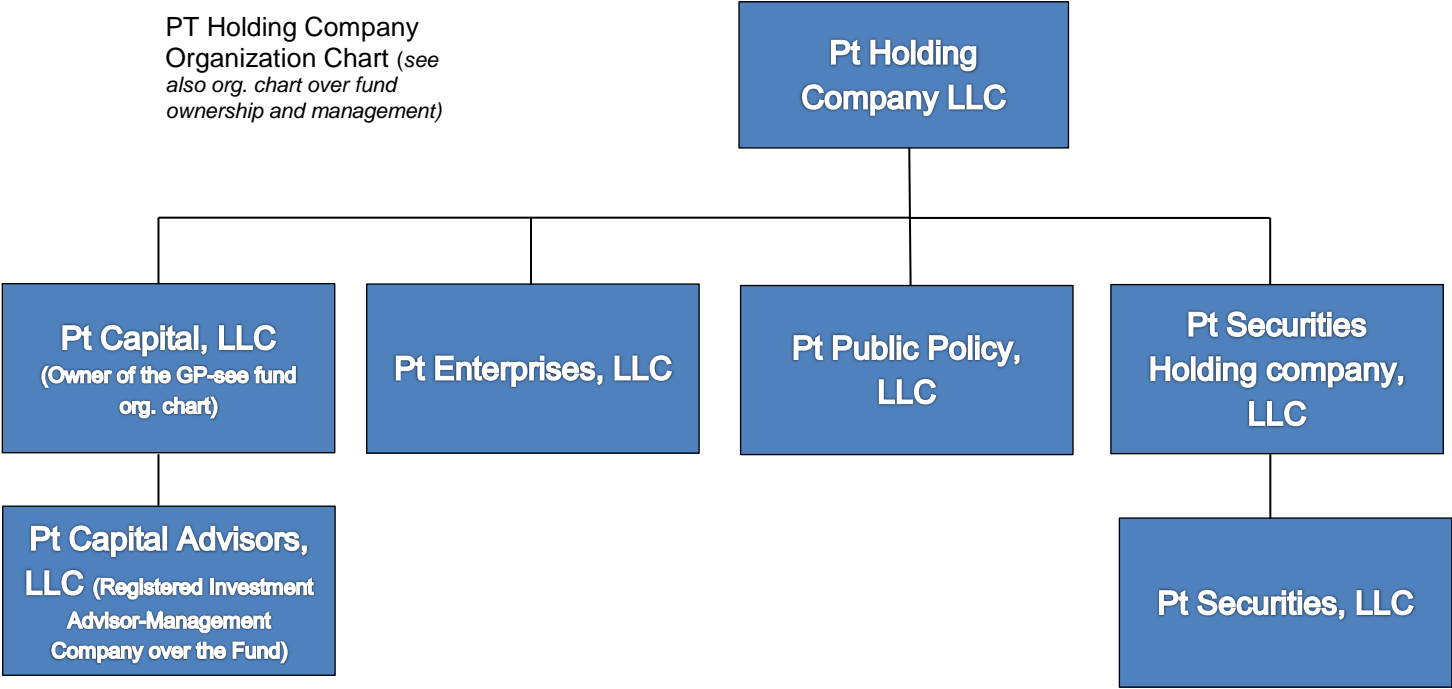 PT Holding Company
Organization Chart (see
also org. chart over fund
ownership and management)
Pt Holding
Company LLC
Pt Capital, LLC
(Owner of the GP-see fund
org. chart)
Pt Enterprises, LLC
Pt Public Policy,
LLC
Pt Securities
Holding company,
LLC
Pt Capital Advisors,
LLC (Registered Investment
Advisor-Management
Company over the Fund)
Pt Securities, LLC